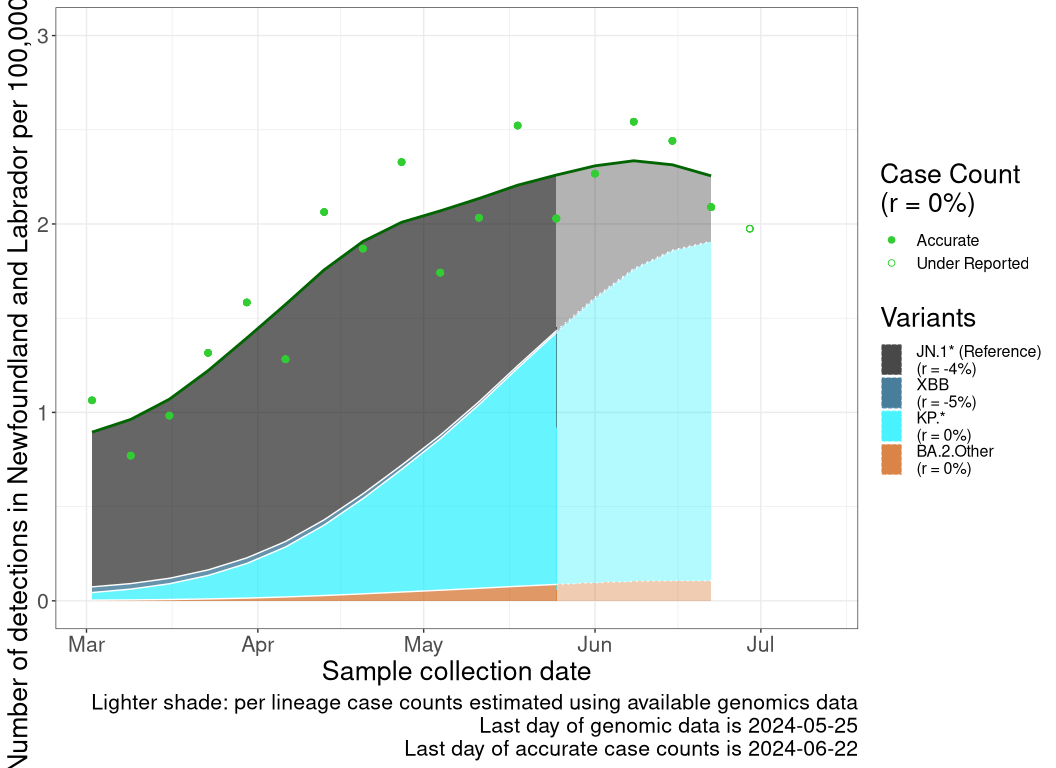 Number of detections in Newfoundland and Labrador per 100,000
3
2
1
0
Mar Apr May Jun Jul
Sample collection date
Lighter shade: per lineage case counts estimated using available genomics data
Last day of genomic data is 2024-05-25
Last day of accurate case counts is 2024-06-22
Case Count
(r = 0%)
Accurate
Under Reported
Variants
JN.1* (Reference)
(r = -4%)
XBB
(r = -5%)
KP.*
(r = 0%)
BA.2.Other
(r = 0%)